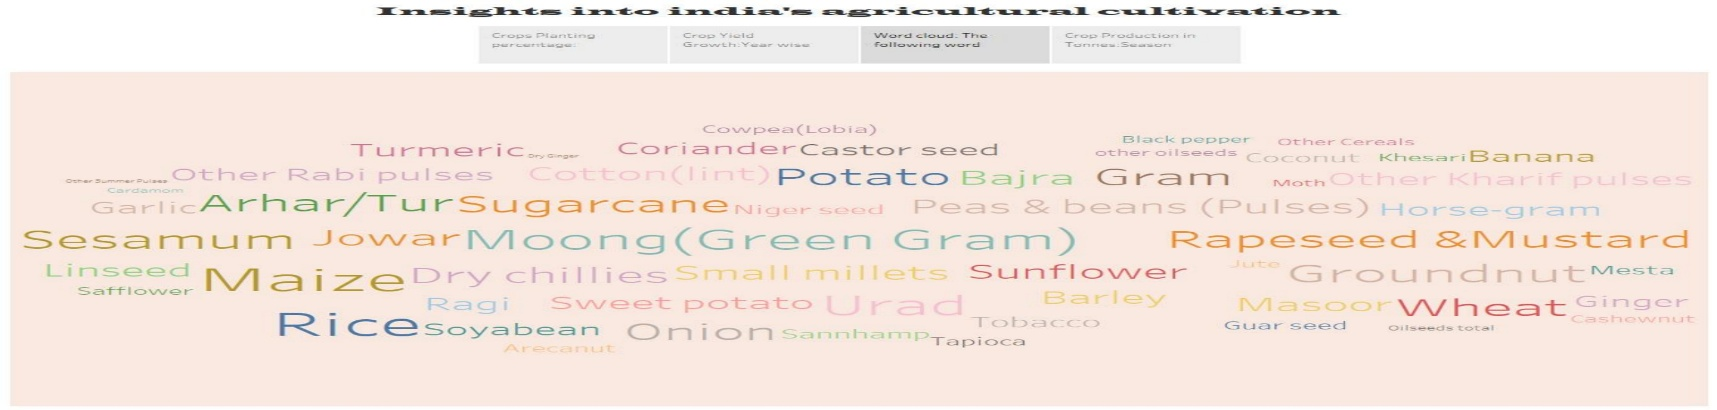 Insights into india's agricultural cultivation
Crops Planting percentage:
Crop Yield Growth:Year wise
Word cloud: The following word
Crop Production in Tonnes:Season
Cowpea(Lobia)
Black pepper
Other Cereals
Turmeric
Dry Ginger
Coriander
Castor seed
other oilseeds
Coconut
Khesari
Banana
Other Summer Pulses
Other Rabi pulses
Cotton(lint)
Potato
Bajra
Gram
Moth
Other Kharif pulses
Cardamom
Garlic
Arhar/Tur
Sugarcane
Niger seed
Peas & beans (Pulses)
Horse-gram
Sesamum
Jowar
Moong(Green Gram)
Rapeseed &Mustard
Linseed
Maize
Dry chillies
Small millets
Sunflower
Jute
Groundnut
Mesta
Safflower
Ragi
Sweet potato
Urad
Barley
Masoor
Wheat
Ginger
Rice
Soyabean
Onion
Sannhamp
Tapioca
Tobacco
Guar seed
Oilseeds total
Cashewnut
Arecanut